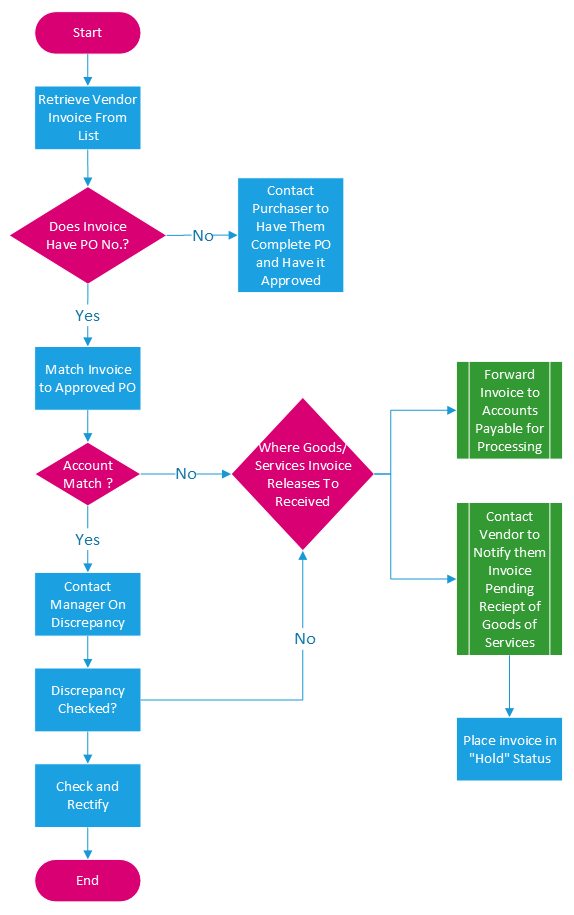 Start
Retrieve Vendor
Invoice From
List
Does Invoice
Have PO No.?
No
Contact
Purchaser to
Have Them
Complete PO
and Have it
Approved
Yes
Match Invoice
to Approved PO
Account
Match ?
No
Where Goods/
Services Invoice
Releases To
Received
Forward
Invoice to
Accounts
Payable for
Processing
Contact
Vendor to
Notify them
Invoice
Pending
Reciept of
Goods of
Services
Place invoice in
"Hold" Status
Yes
Contact
Manager On
Discrepancy
Discrepancy
Checked?
No
Check and
Rectify
End